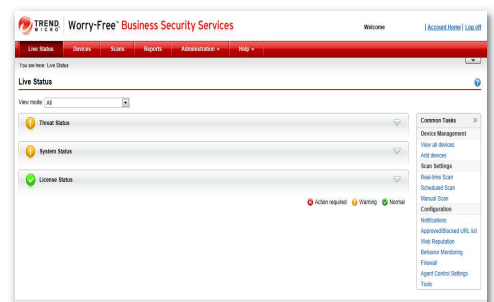 TREND MICRO Worry-Free™ Business Security Services Welcome | Account Home | Log off
Live Status Devices Scans Reports Administration Help
You are here: Live Status
Live Status
View mode: All
Threat Status
System Status
License Status
Action required Warning Normal
Common Tasks »
Device Management
View all devices
Add devices
Scan Settings
Real-time Scan
Scheduled Scan
Manual Scan
Configuration
Notifications
Approved/Blocked URL list
Web Reputation
Behavior Monitoring
Firewall
Agent Control Settings
Tools